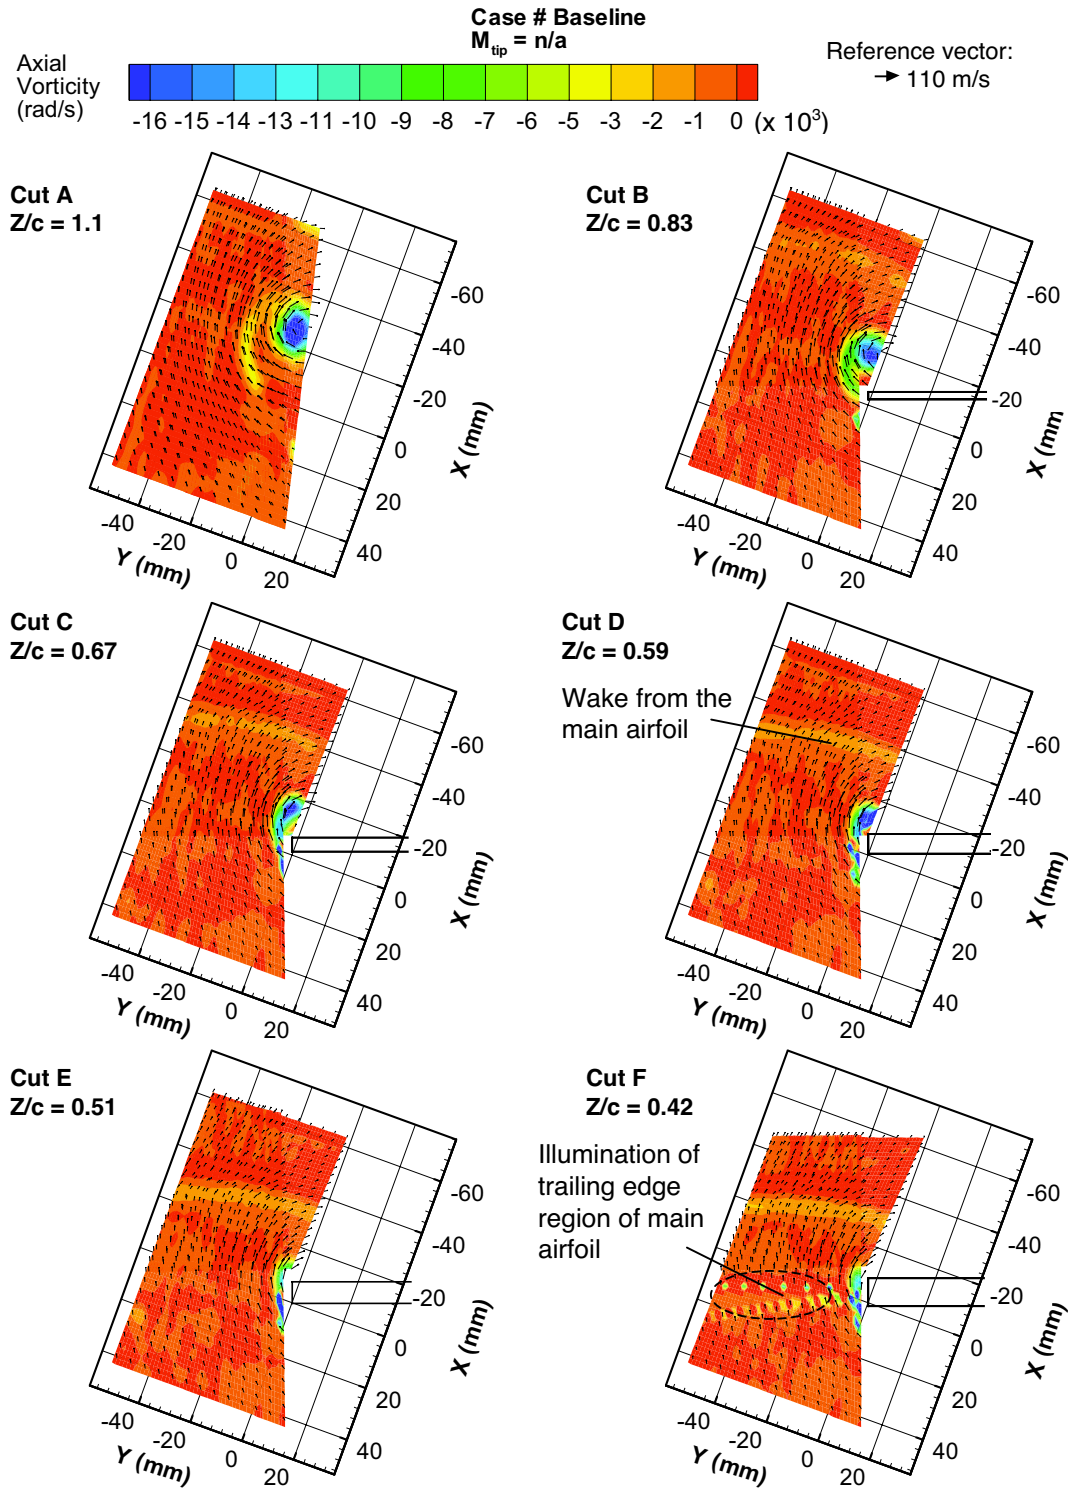 Case # Baseline
M_tip = n/a
Axial
Vorticity
(rad/s)
-16 -15 -14 -13 -11 -10 -9 -8 -7 -6 -5 -3 -2 -1 0 (x 10³)
Reference vector:
110 m/s
Cut A
Z/c = 1.1
-60
-40
-20
0
20
40
X (mm)
-40
-20
0
20
Y (mm)
Cut B
Z/c = 0.83
-60
-40
-20
0
20
40
X (mm
-40
-20
0
20
Y (mm)
Cut C
Z/c = 0.67
-60
-40
-20
0
20
40
X (mm)
-40
-20
0
20
Y (mm)
Cut D
Z/c = 0.59
Wake from the
main airfoil
-60
-40
-20
0
20
40
X (mm)
-40
-20
0
20
Y (mm)
Cut E
Z/c = 0.51
-60
-40
-20
0
20
40
X (mm)
-40
-20
0
20
Y (mm)
Cut F
Z/c = 0.42
Illumination of
trailing edge
region of main
airfoil
-60
-40
-20
0
20
40
X (mm)
-40
-20
0
20
Y (mm)